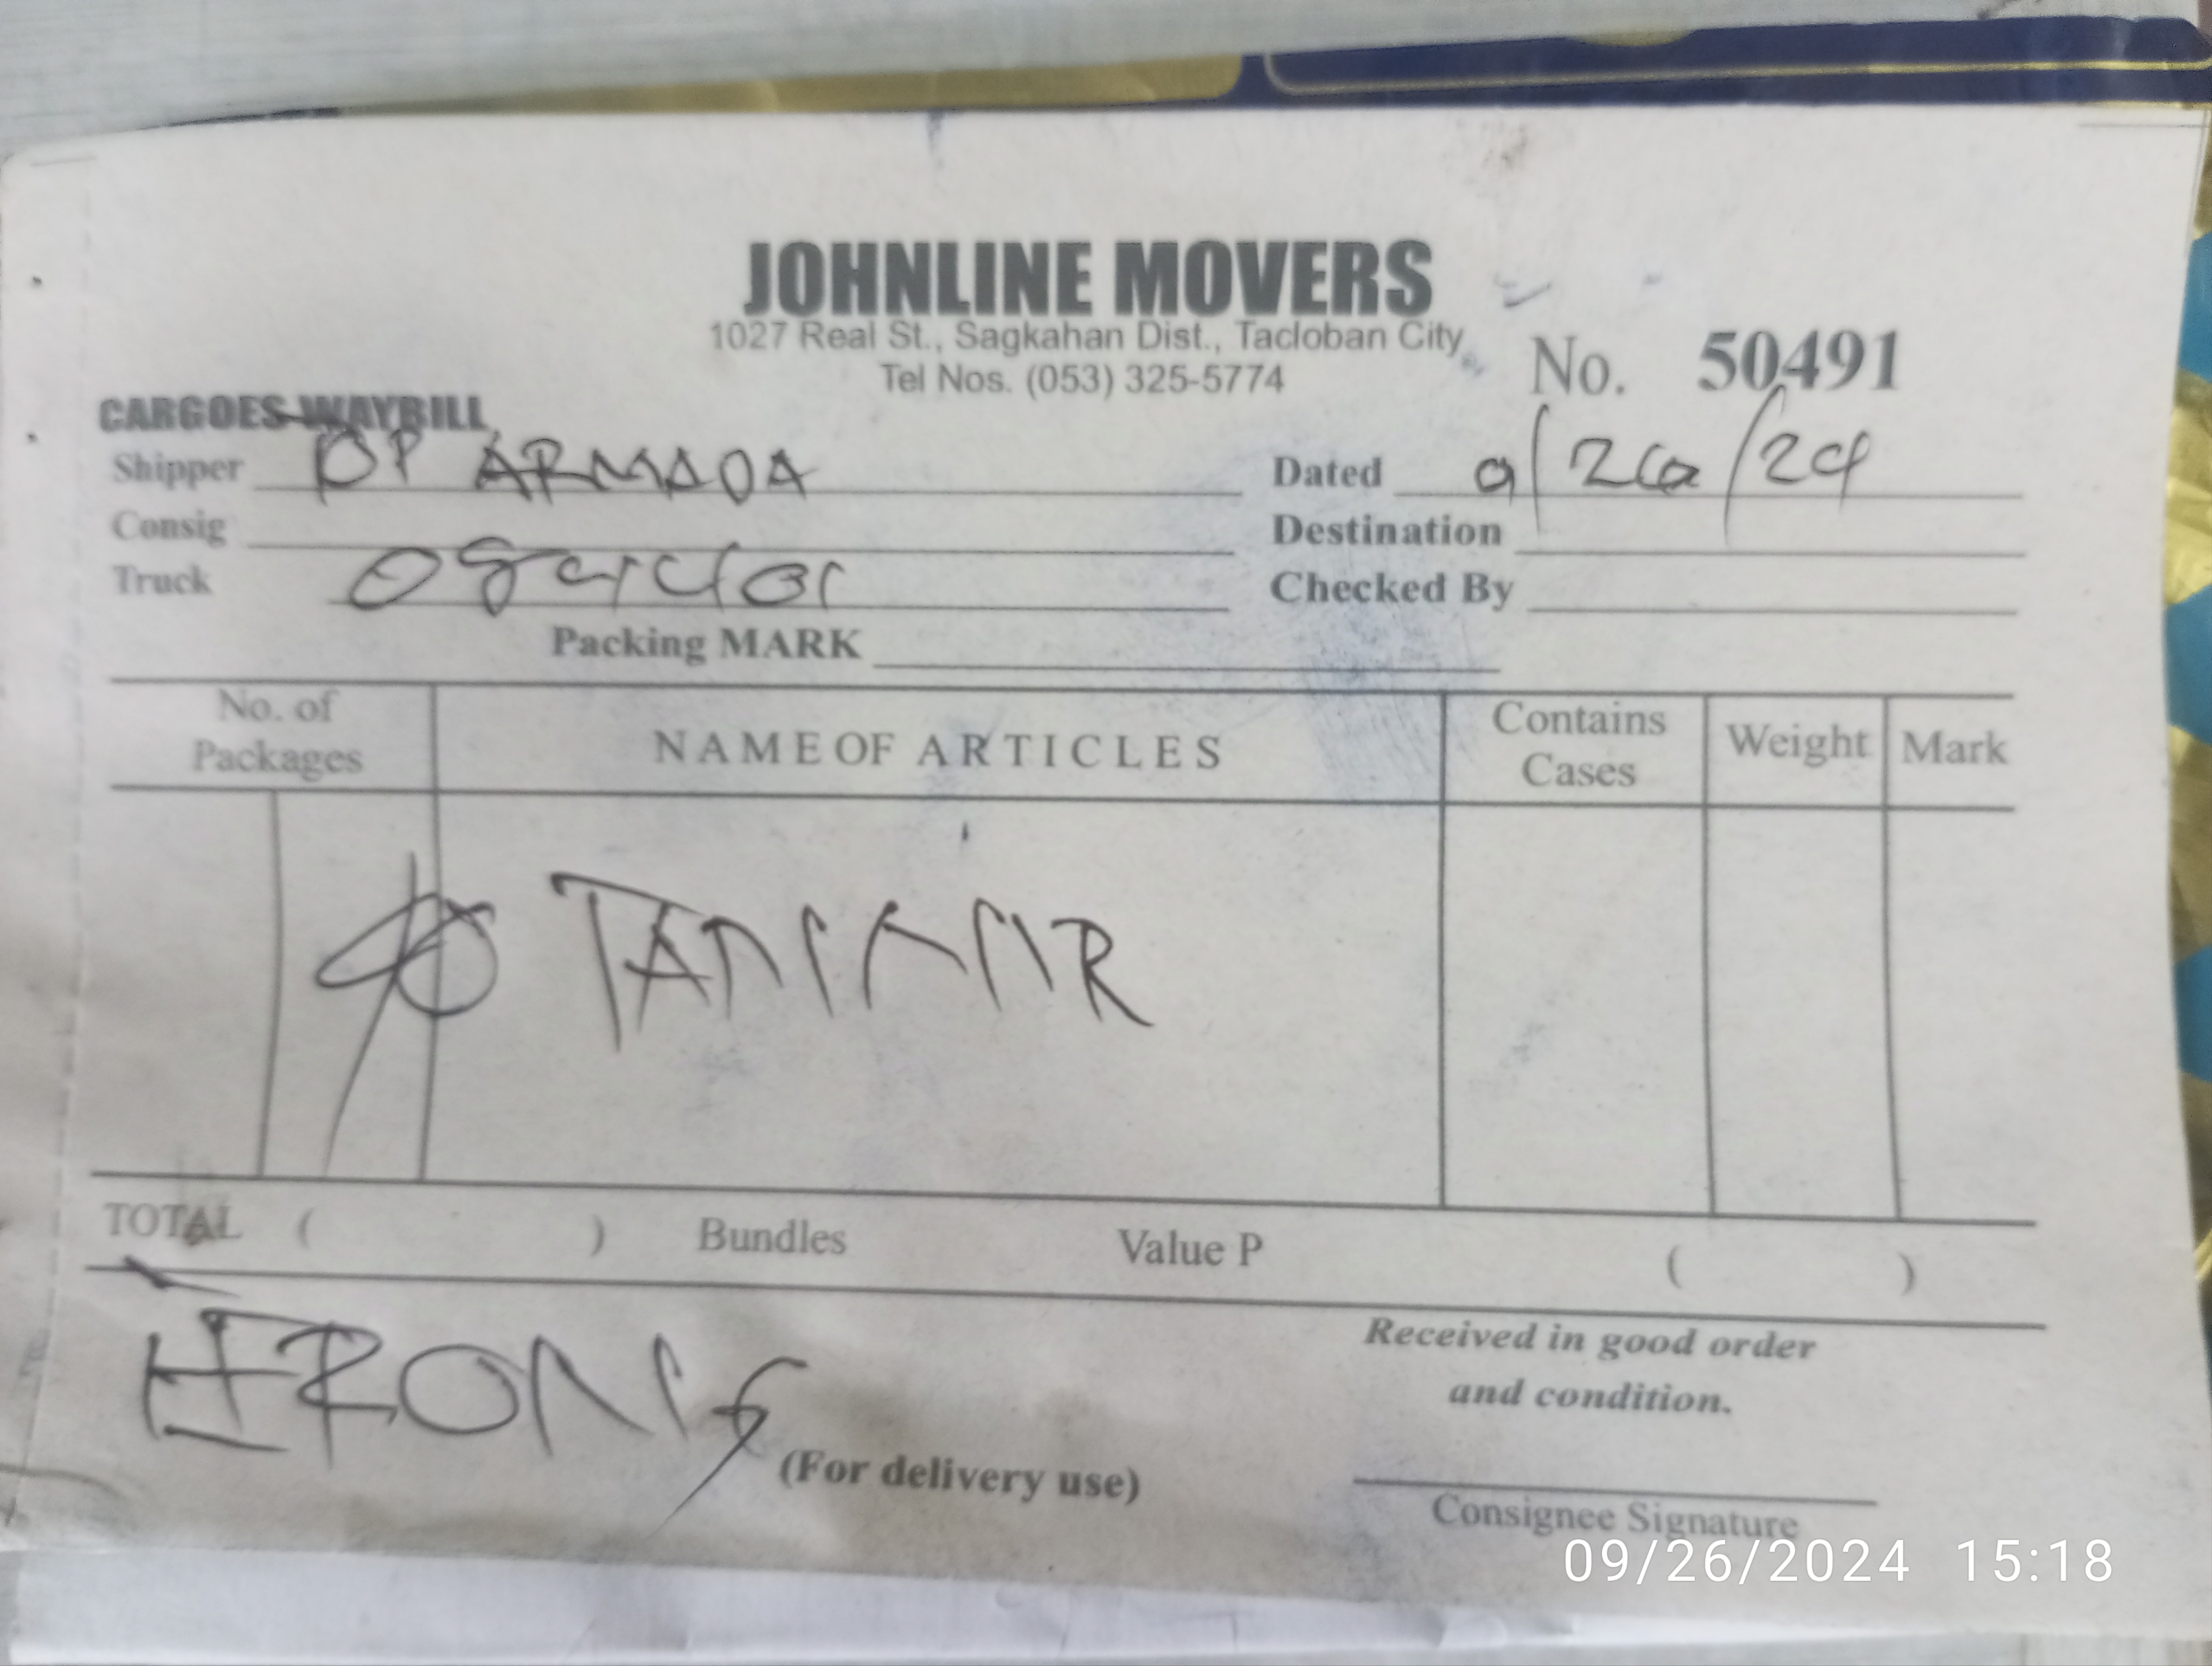 JOHNLINE MOVERS
1027 Real St., Sagkahan Dist., Tacloban City
Tel Nos. (053) 325-5774
No. 50491
CARGOES WAYBILL
Shipper DP ARMADA
Dated 9/26/24
Consig
Destination
Truck
Checked By
Packing MARK
No. of Packages
NAME OF ARTICLES
Contains Cases
Weight
Mark
TOTAL ( ) Bundles Value P ( )
Received in good order
and condition.
(For delivery use)
Consignee Signature
09/26/2024 15:18